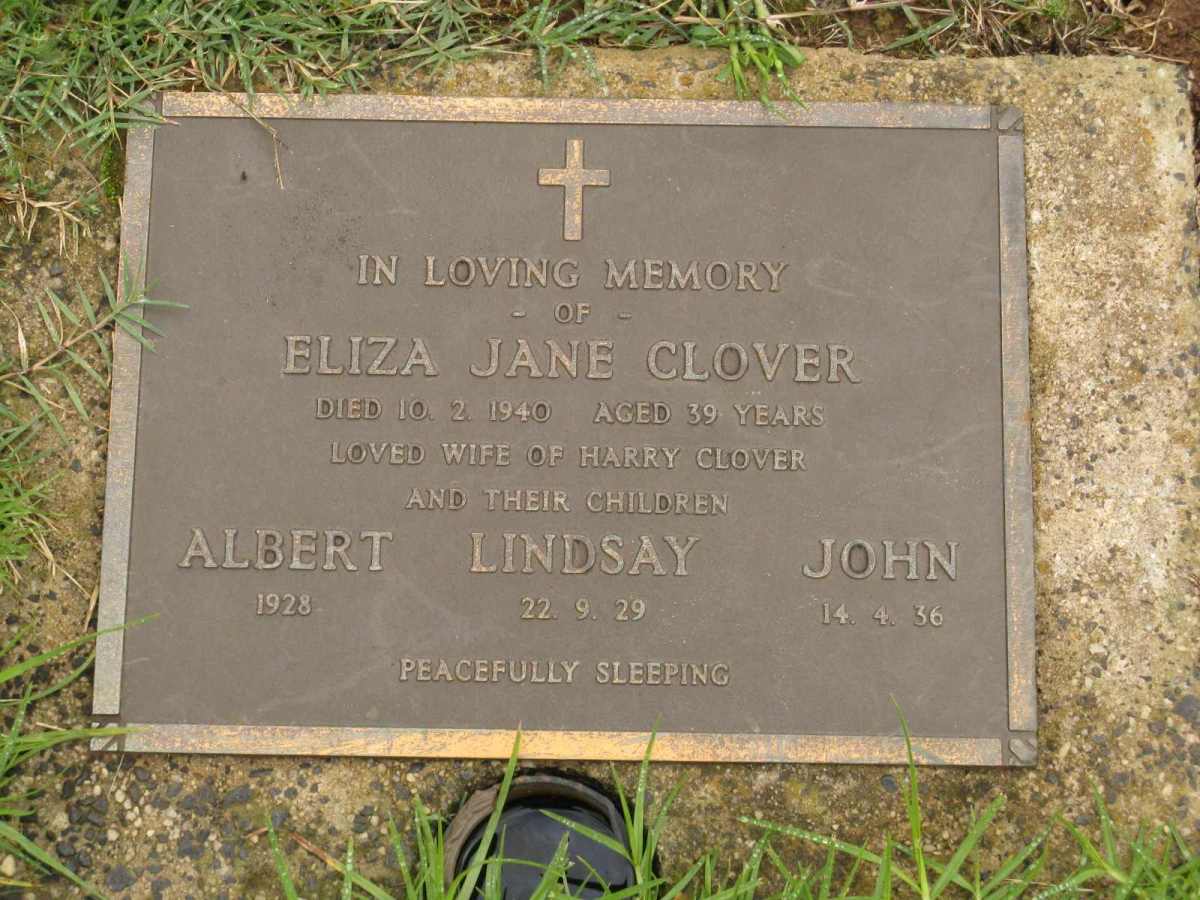 IN LOVING MEMORY
- OF -
ELIZA JANE CLOVER
DIED 10. 2. 1940 AGED 39 YEARS
LOVED WIFE OF HARRY CLOVER
AND THEIR CHILDREN
ALBERT LINDSAY JOHN
1928 22. 9. 29 14. 4. 36
PEACEFULLY SLEEPING